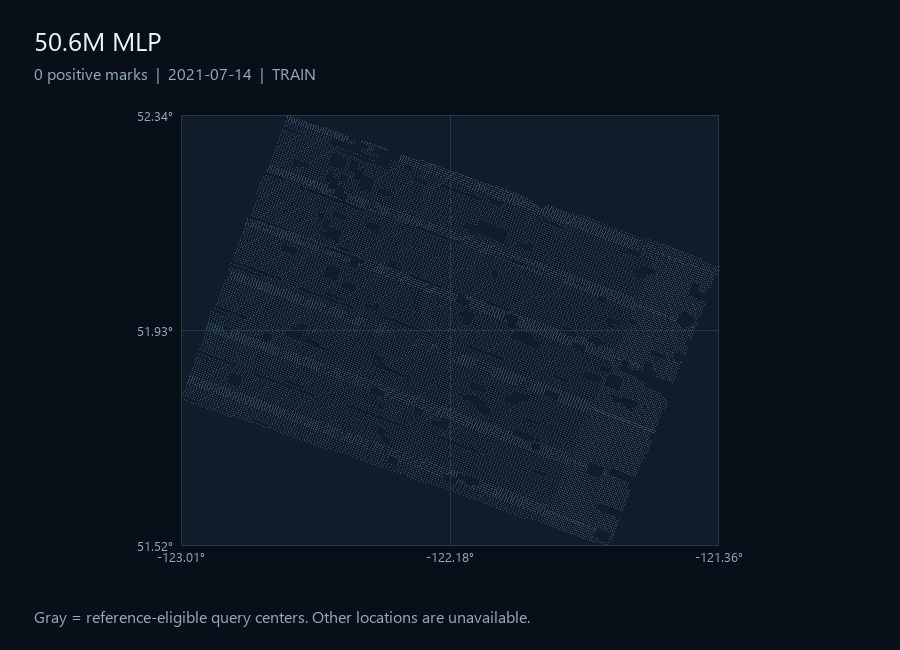 50.6M MLP
0 positive marks | 2021-07-14 | TRAIN
52.34°
51.93°
51.52°
-123.01°
-122.18°
-121.36°
Gray = reference-eligible query centers. Other locations are unavailable.